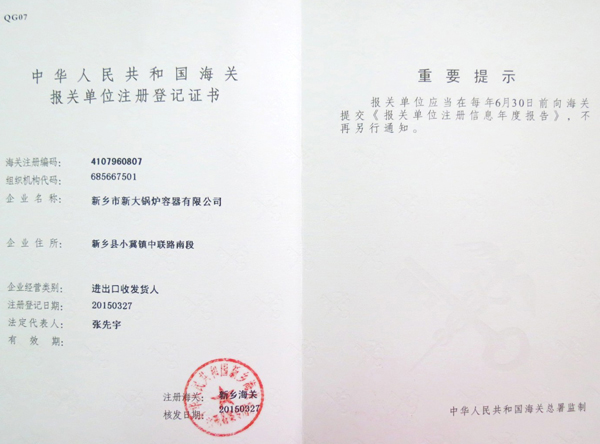 QG07
中华人民共和国海关
报关单位注册登记证书
海关注册编码: 4107960807
组织机构代码: 685667501
企业名称: 新乡市新大锅炉容器有限公司
企业住所: 新乡县小冀镇中联路南段
企业经营类别: 进出口收发货人
注册登记日期: 20150327
法定代表人: 张先宇
有效期:
注册海关: 新乡海关
核发日期: 20150327
重要提示
报关单位应当在每年6月30日前向海关
提交《报关单位注册信息年度报告》,不
再另行通知。
中华人民共和国海关总署监制